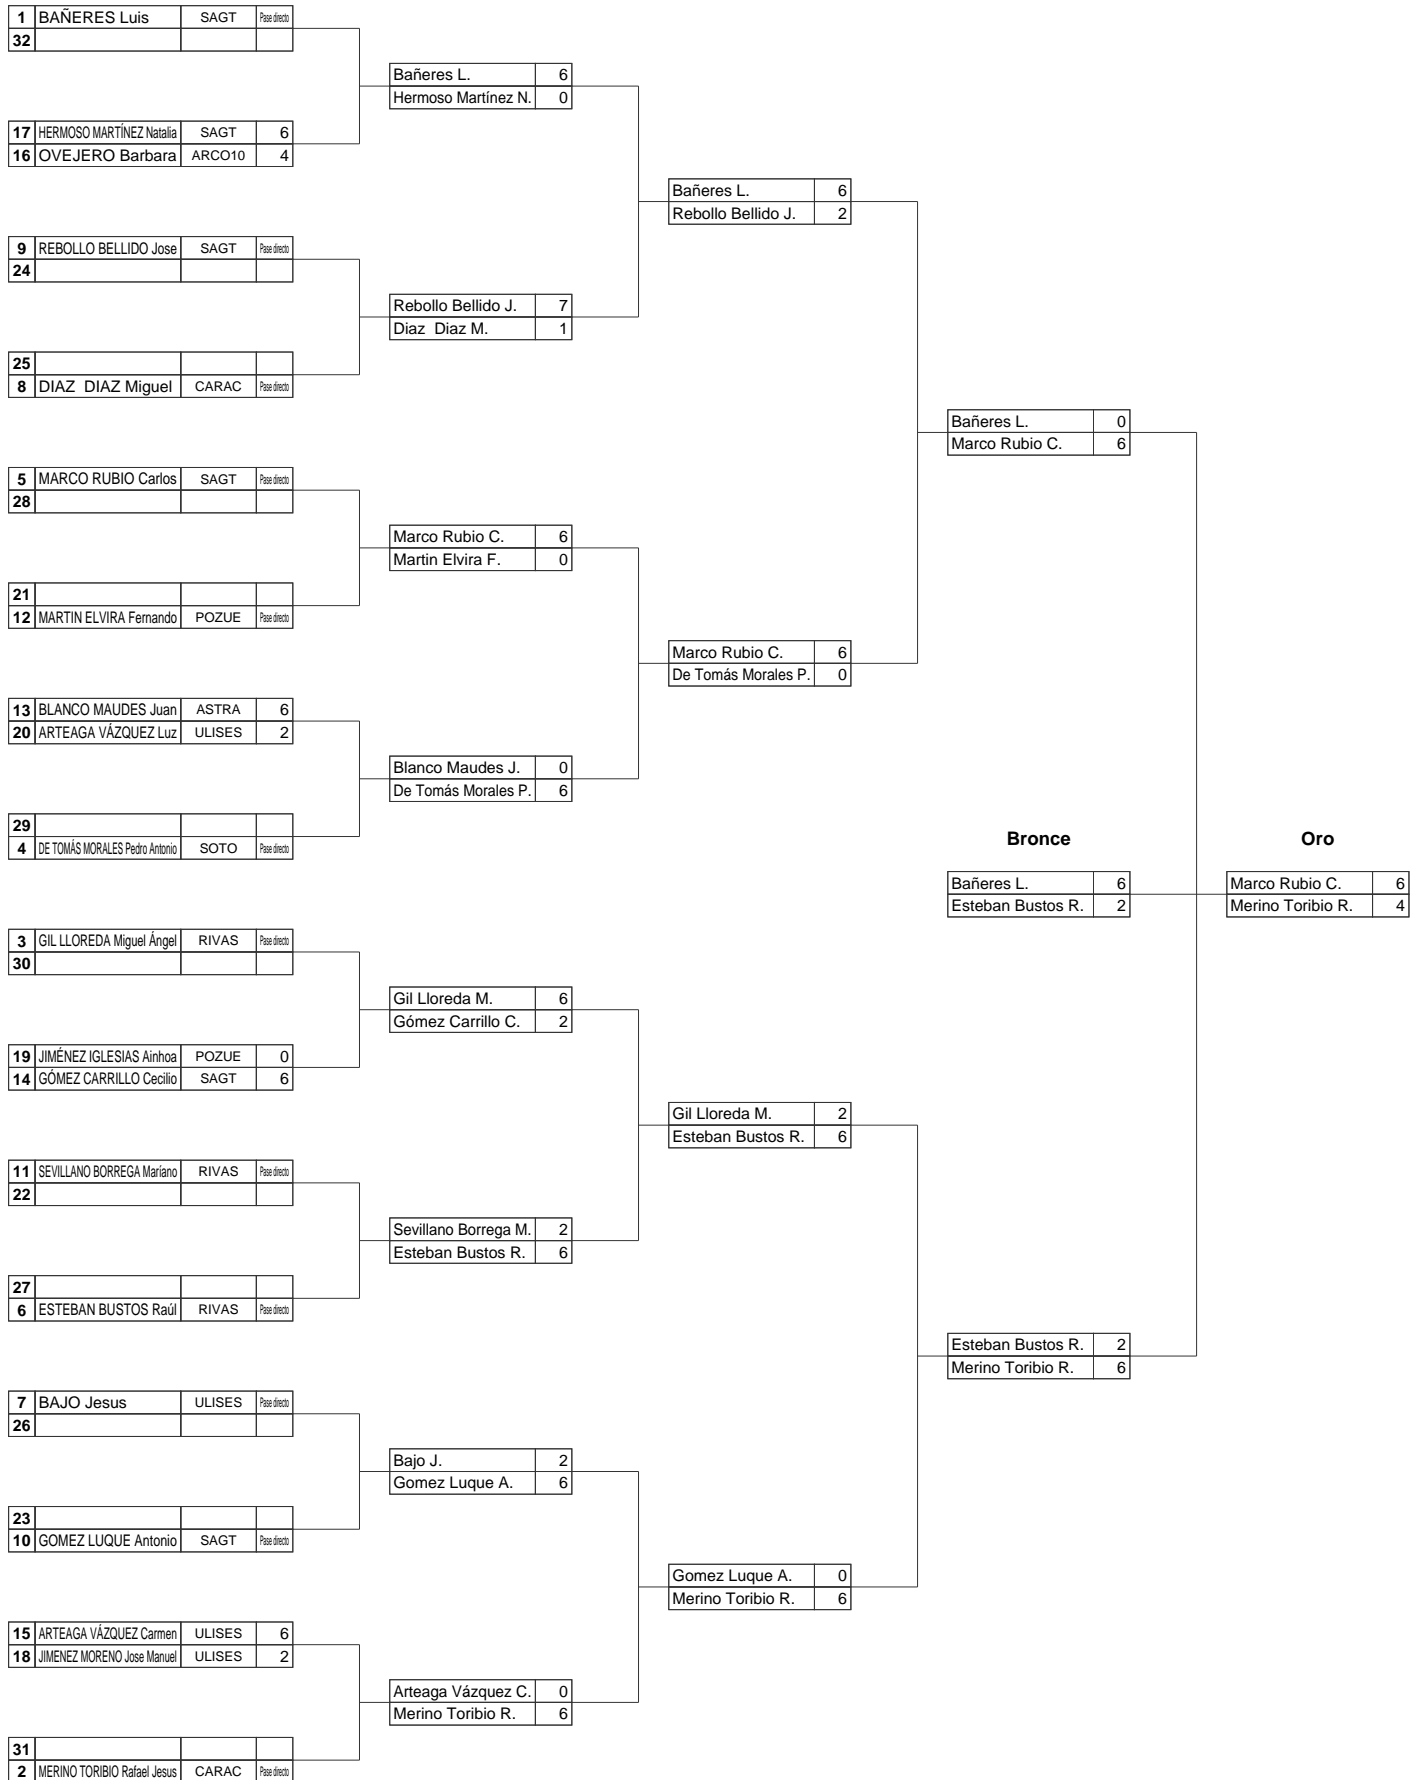 1 BAÑERES Luis SAGT Pase directo
32
Bañeres L. 6
Hermoso Martínez N. 0
17 HERMOSO MARTÍNEZ Natalia SAGT 6
16 OVEJERO Barbara ARCO10 4
Bañeres L. 6
Rebollo Bellido J. 2
9 REBOLLO BELLIDO Jose SAGT Pase directo
24
Rebollo Bellido J. 7
Diaz  Diaz M. 1
25
8 DIAZ  DIAZ Miguel CARAC Pase directo
Bañeres L. 0
Marco Rubio C. 6
5 MARCO RUBIO Carlos SAGT Pase directo
28
Marco Rubio C. 6
Martin Elvira F. 0
21
12 MARTIN ELVIRA Fernando POZUE Pase directo
Marco Rubio C. 6
De Tomás Morales P. 0
13 BLANCO MAUDES Juan ASTRA 6
20 ARTEAGA VÁZQUEZ Luz ULISES 2
Blanco Maudes J. 0
De Tomás Morales P. 6
29
4 DE TOMÁS MORALES Pedro Antonio SOTO Pase directo
Bronce Oro
Bañeres L. 6 Marco Rubio C. 6
Esteban Bustos R. 2 Merino Toribio R. 4
3 GIL LLOREDA Miguel Ángel RIVAS Pase directo
30
Gil Lloreda M. 6
Gómez Carrillo C. 2
19 JIMÉNEZ IGLESIAS Ainhoa POZUE 0
14 GÓMEZ CARRILLO Cecilio SAGT 6
Gil Lloreda M. 2
Esteban Bustos R. 6
11 SEVILLANO BORREGA Mariano RIVAS Pase directo
22
Sevillano Borrega M. 2
Esteban Bustos R. 6
27
6 ESTEBAN BUSTOS Raúl RIVAS Pase directo
Esteban Bustos R. 2
Merino Toribio R. 6
7 BAJO Jesus ULISES Pase directo
26
Bajo J. 2
Gomez Luque A. 6
23
10 GOMEZ LUQUE Antonio SAGT Pase directo
Gomez Luque A. 0
Merino Toribio R. 6
15 ARTEAGA VÁZQUEZ Carmen ULISES 6
18 JIMENEZ MORENO Jose Manuel ULISES 2
Arteaga Vázquez C. 0
Merino Toribio R. 6
31
2 MERINO TORIBIO Rafael Jesus CARAC Pase directo